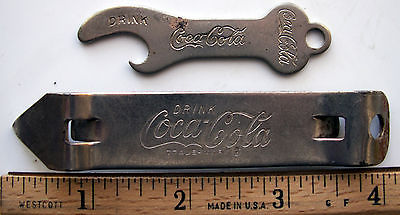 DRINK Coca-Cola Coca-Cola
DRINK
Coca-Cola
1 2 3 4
WESTCOTT MADE IN U.S.A. G F